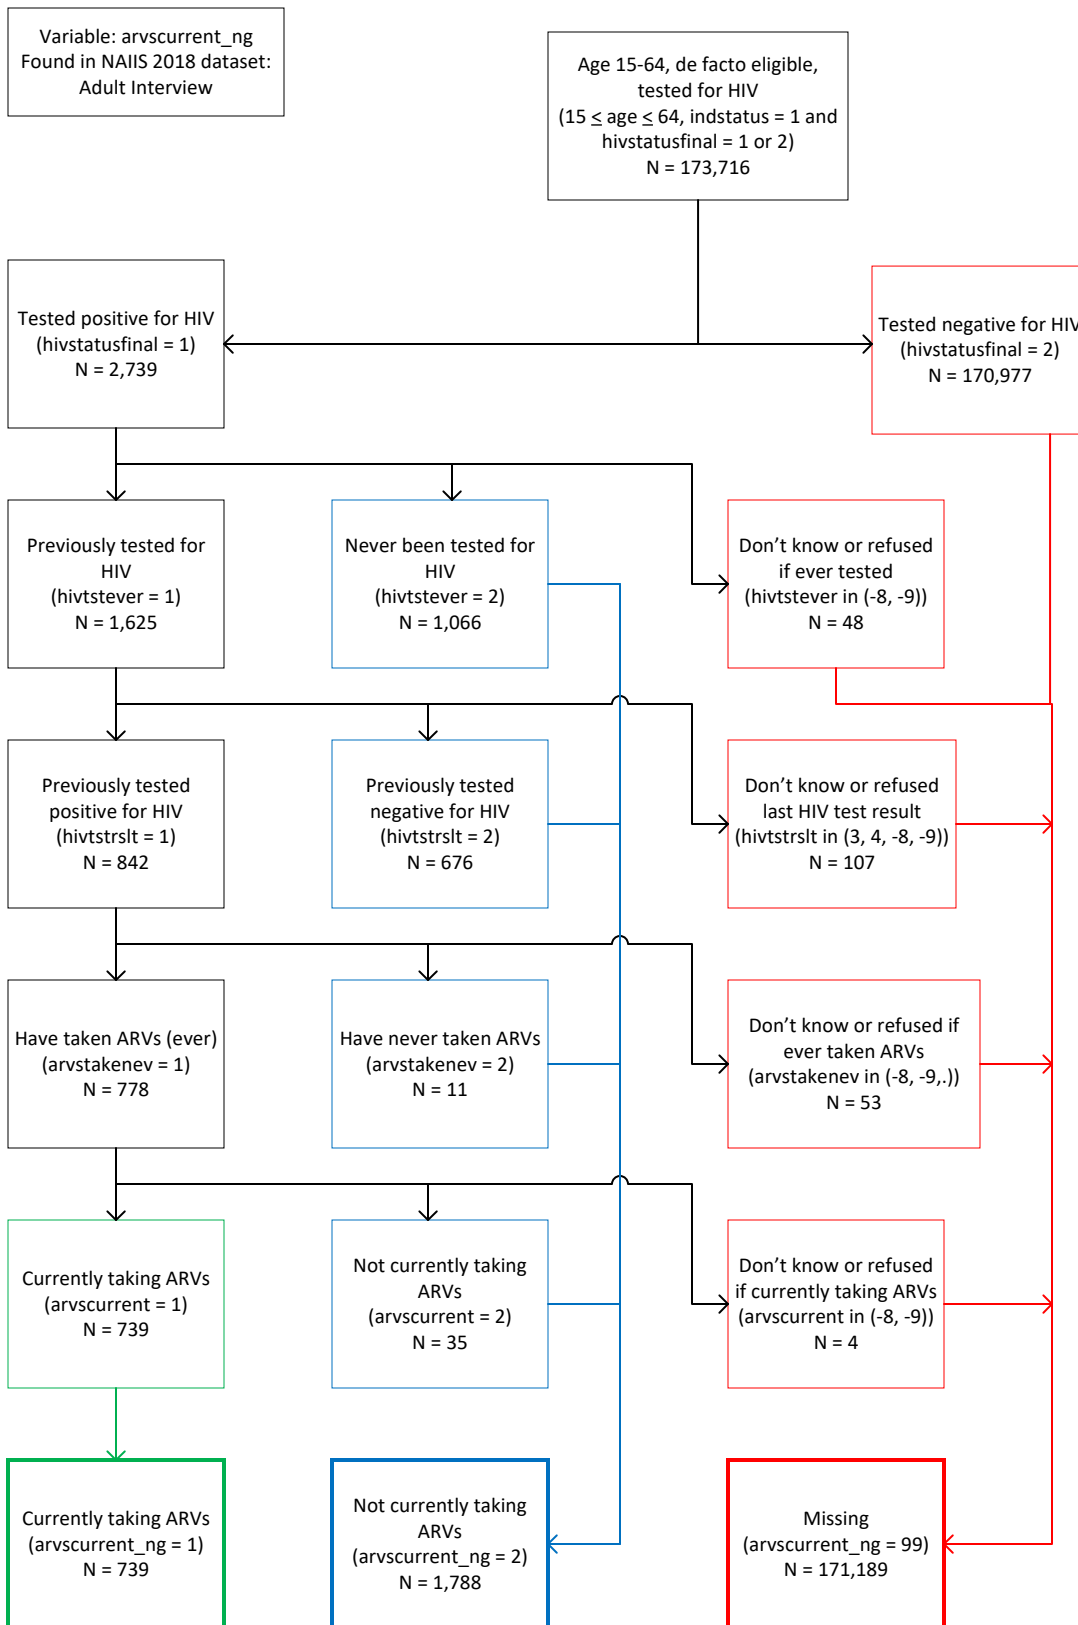 Variable: arvscurrent_ng
Found in NAIIS 2018 dataset:
Adult Interview
Age 15-64, de facto eligible,
tested for HIV
(15 ≤ age ≤ 64, indstatus = 1 and
hivstatusfinal = 1 or 2)
N = 173,716
Tested positive for HIV
(hivstatusfinal = 1)
N = 2,739
Tested negative for HIV
(hivstatusfinal = 2)
N = 170,977
Previously tested for
HIV
(hivtstever = 1)
N = 1,625
Never been tested for
HIV
(hivtstever = 2)
N = 1,066
Don’t know or refused
if ever tested
(hivtstever in (-8, -9))
N = 48
Previously tested
positive for HIV
(hivtstrslt = 1)
N = 842
Previously tested
negative for HIV
(hivtstrslt = 2)
N = 676
Don’t know or refused
last HIV test result
(hivtstrslt in (3, 4, -8, -9))
N = 107
Have taken ARVs (ever)
(arvstakenev = 1)
N = 778
Have never taken ARVs
(arvstakenev = 2)
N = 11
Don’t know or refused if
ever taken ARVs
(arvstakenev in (-8, -9,.))
N = 53
Currently taking ARVs
(arvscurrent = 1)
N = 739
Not currently taking
ARVs
(arvscurrent = 2)
N = 35
Don’t know or refused
if currently taking ARVs
(arvscurrent in (-8, -9))
N = 4
Currently taking ARVs
(arvscurrent_ng = 1)
N = 739
Not currently taking
ARVs
(arvscurrent_ng = 2)
N = 1,788
Missing
(arvscurrent_ng = 99)
N = 171,189